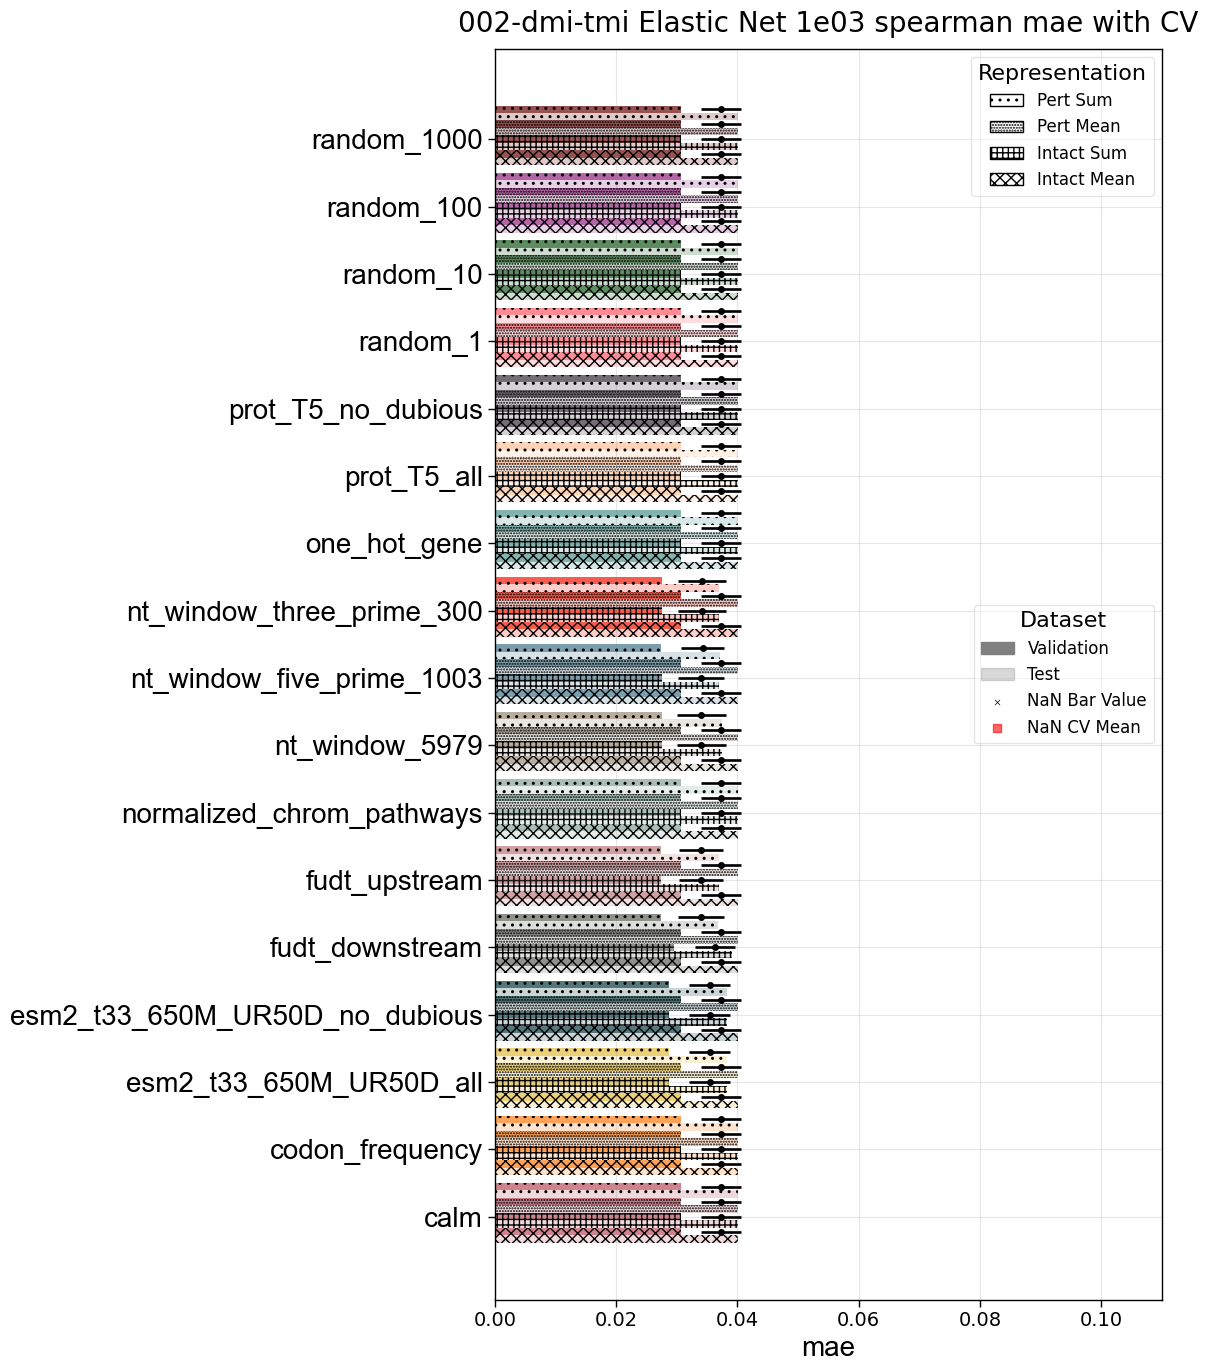 002-dmi-tmi Elastic Net 1e03 spearman mae with CV
Representation
Pert Sum
Pert Mean
Intact Sum
Intact Mean
random_1000
random_100
random_10
random_1
prot_T5_no_dubious
prot_T5_all
one_hot_gene
nt_window_three_prime_300
nt_window_five_prime_1003
nt_window_5979
normalized_chrom_pathways
fudt_upstream
fudt_downstream
esm2_t33_650M_UR50D_no_dubious
esm2_t33_650M_UR50D_all
codon_frequency
calm
Dataset
Validation
Test
NaN Bar Value
NaN CV Mean
0.00 0.02 0.04 0.06 0.08 0.10
mae